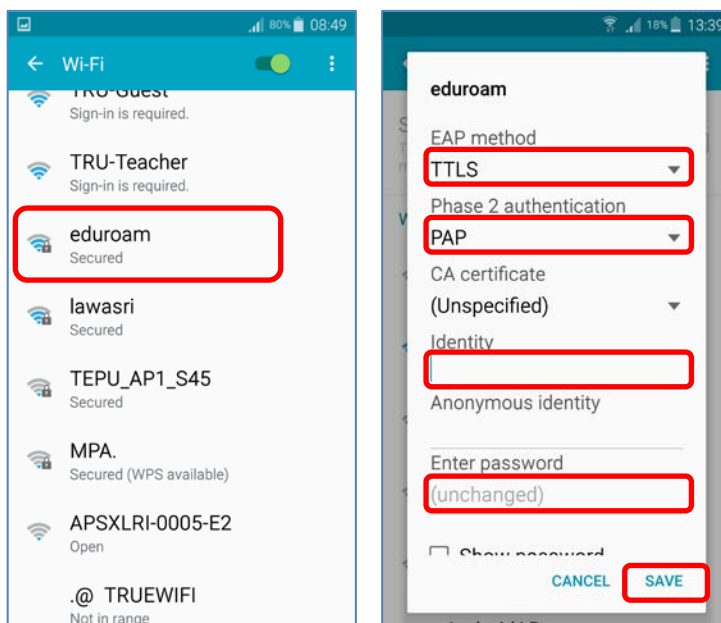 80% 08:49
Wi-Fi
TRU-Guest
Sign-in is required.
TRU-Teacher
Sign-in is required.
eduroam
Secured
lawasri
Secured
TEPU_AP1_S45
Secured
MPA.
Secured (WPS available)
APSXLRI-0005-E2
Open
.@ TRUEWIFI
Not in range
18% 13:39
eduroam
EAP method
TTLS
Phase 2 authentication
PAP
CA certificate
(Unspecified)
Identity
Anonymous identity
Enter password
(unchanged)
Show password
CANCEL SAVE